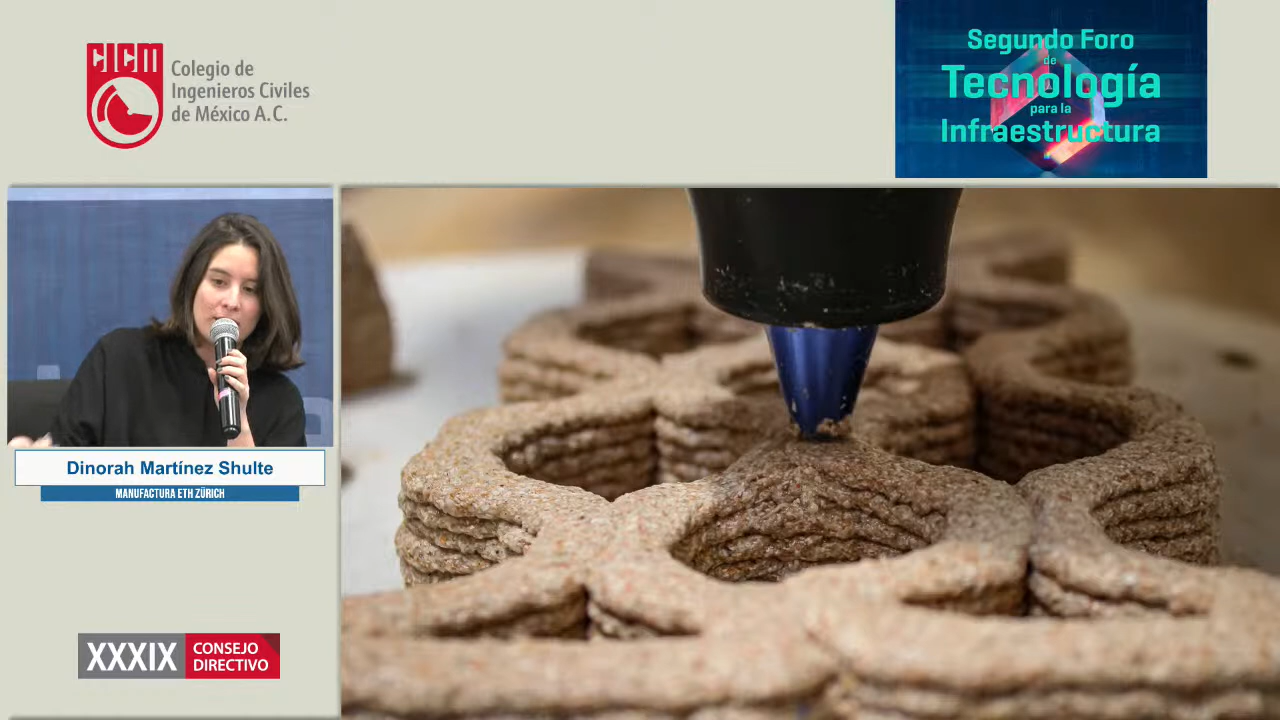 CICM
Colegio de
Ingenieros Civiles
de México A.C.
Segundo Foro
de
Tecnología
para la
Infraestructura
Dinorah Martínez Shulte
MANUFACTURA ETH ZÜRICH
XXXIX
CONSEJO
DIRECTIVO